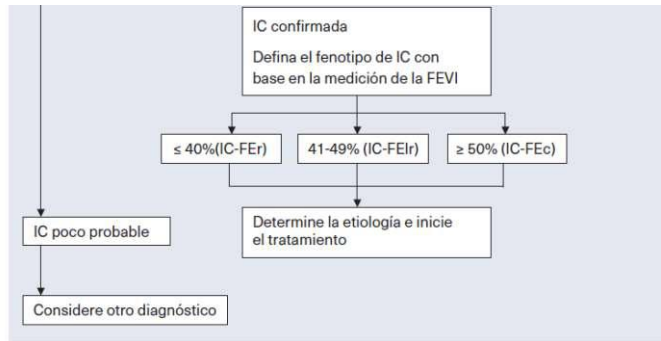 IC confirmada
Defina el fenotipo de IC con
base en la medición de la FEVI
≤ 40%(IC-FEr)
41-49% (IC-FElr)
≥ 50% (IC-FEc)
Determine la etiología e inicie
el tratamiento
IC poco probable
Considere otro diagnóstico